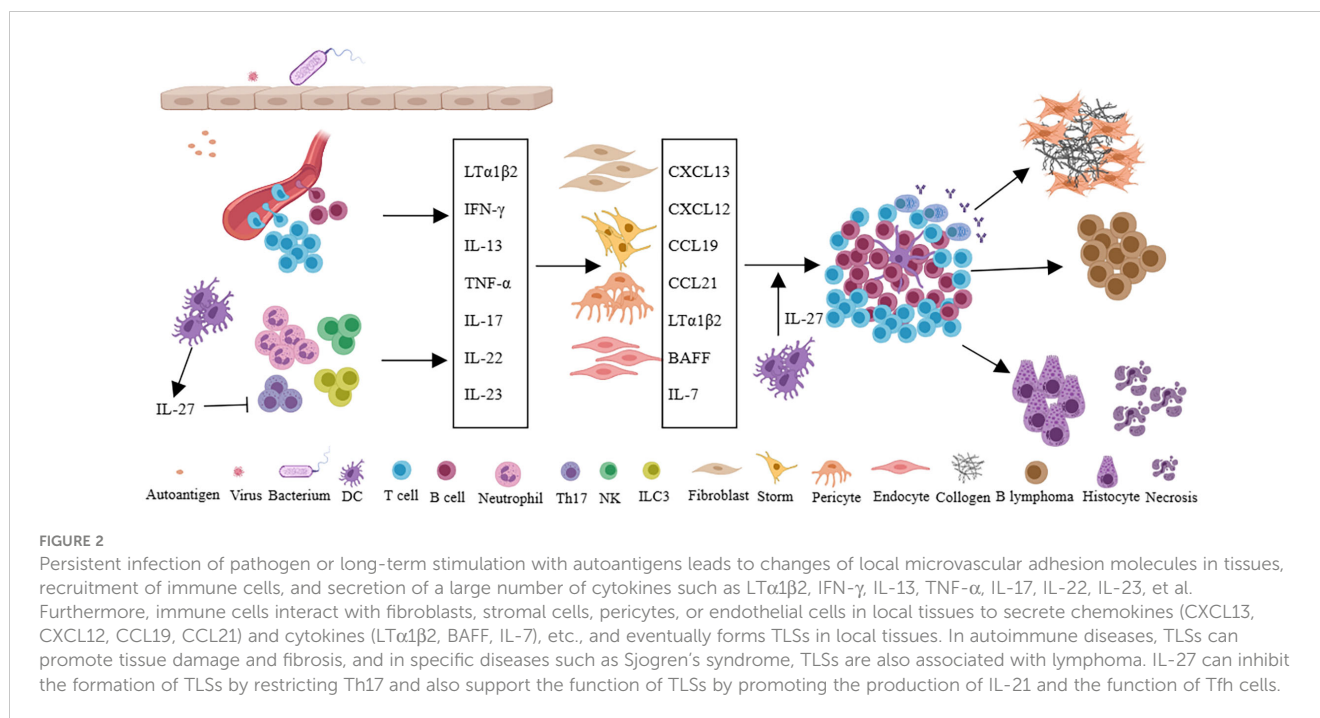 LTα1β2
IFN-γ
IL-13
TNF-α
IL-17
IL-22
IL-23
CXCL13
CXCL12
CCL19
CCL21
LTα1β2
BAFF
IL-7
IL-27
IL-27
Autoantigen Virus Bacterium DC T cell B cell Neutrophil Th17 NK ILC3 Fibroblast Storm Pericyte Endocyte Collagen B lymphoma Histocyte Necrosis
FIGURE 2
Persistent infection of pathogen or long-term stimulation with autoantigens leads to changes of local microvascular adhesion molecules in tissues,
recruitment of immune cells, and secretion of a large number of cytokines such as LTα1β2, IFN-γ, IL-13, TNF-α, IL-17, IL-22, IL-23, et al.
Furthermore, immune cells interact with fibroblasts, stromal cells, pericytes, or endothelial cells in local tissues to secrete chemokines (CXCL13,
CXCL12, CCL19, CCL21) and cytokines (LTα1β2, BAFF, IL-7), etc., and eventually forms TLSs in local tissues. In autoimmune diseases, TLSs can
promote tissue damage and fibrosis, and in specific diseases such as Sjogren's syndrome, TLSs are also associated with lymphoma. IL-27 can inhibit
the formation of TLSs by restricting Th17 and also support the function of TLSs by promoting the production of IL-21 and the function of Tfh cells.